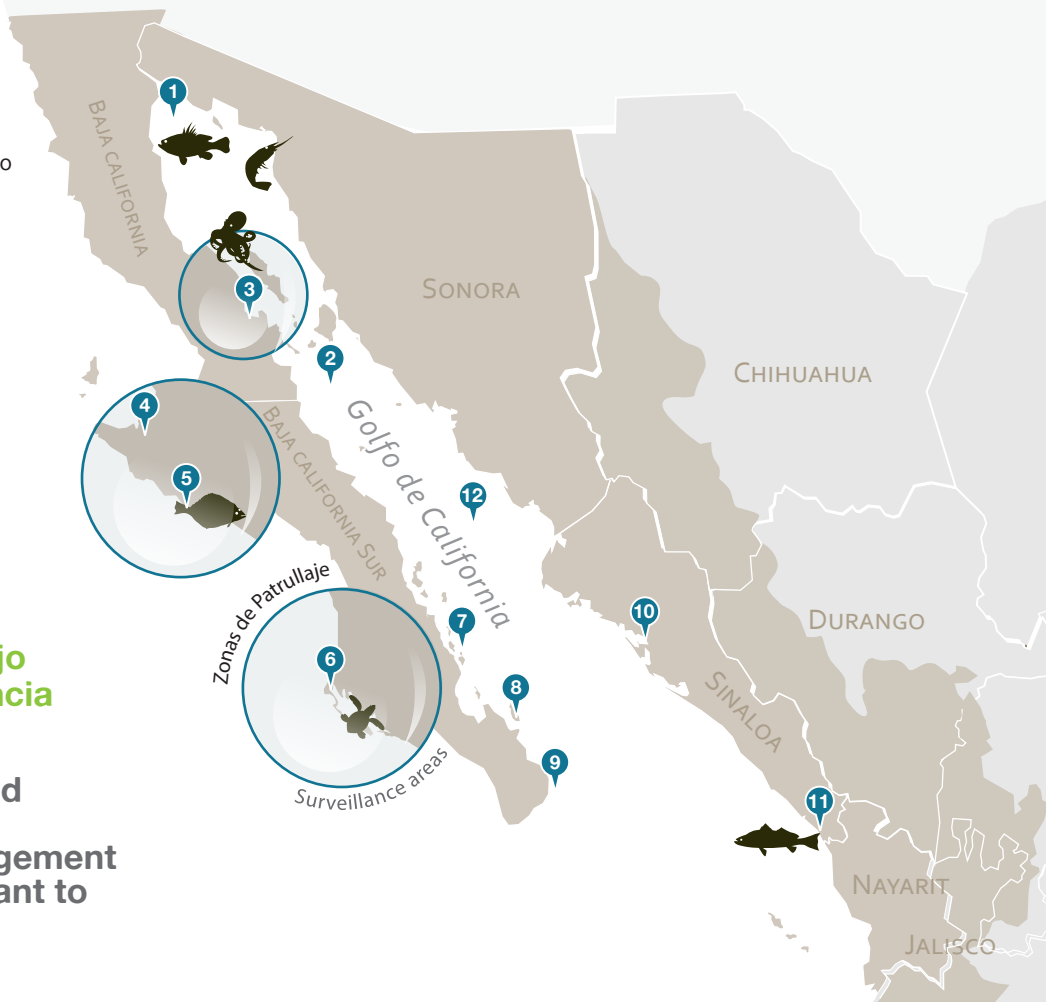 1
BAJA CALIFORNIA
o
3
SONORA
2
CHIHUAHUA
4
BAJA CALIFORNIA SUR
Golfo de California
5
12
Zonas de Patrullaje
10
DURANGO
7
6
jo
ncia
8
SINALOA
9
d
Surveillance areas
11
gement
ant to
NAYARIT
JALISCO